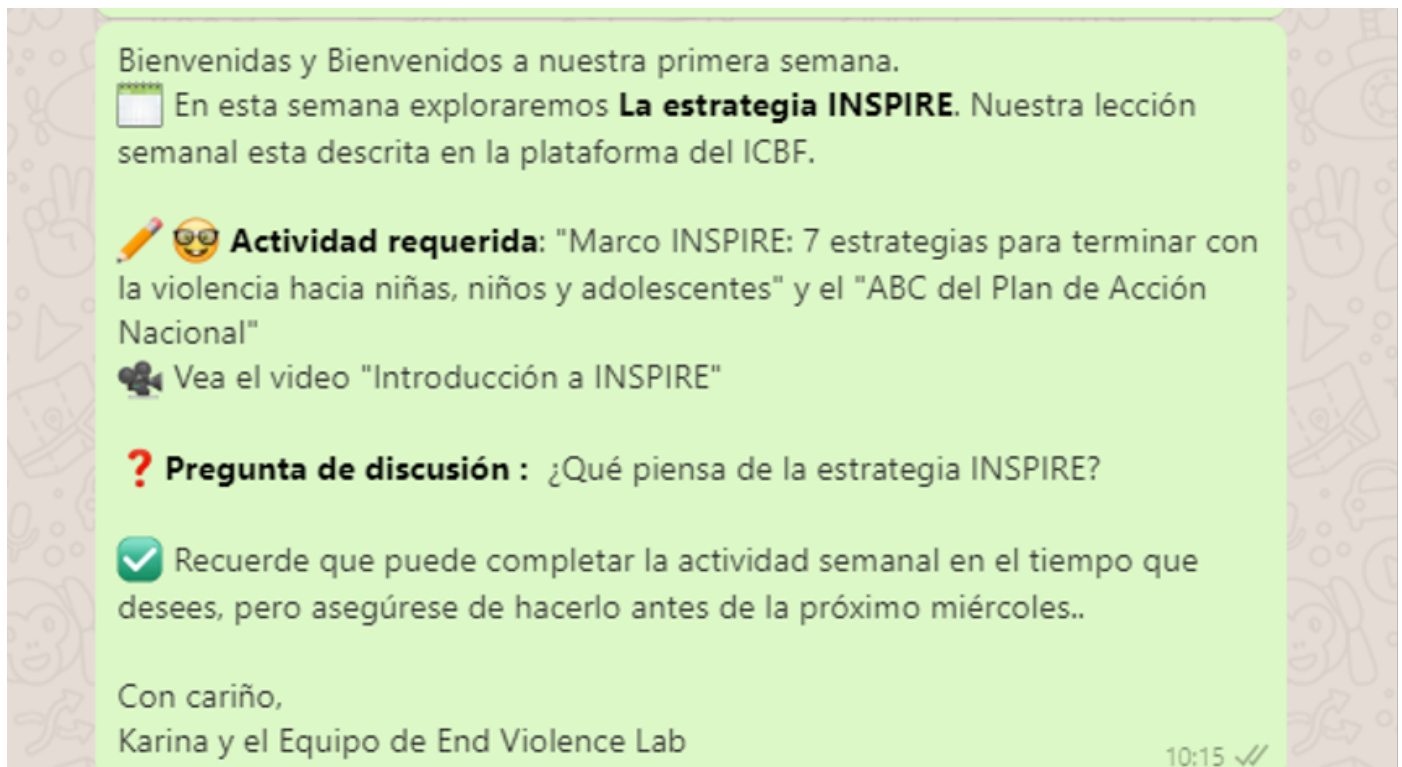 Bienvenidas y Bienvenidos a nuestra primera semana.
🗓 En esta semana exploraremos La estrategia INSPIRE. Nuestra lección
semanal esta descrita en la plataforma del ICBF.
✏️ 🤓 Actividad requerida: "Marco INSPIRE: 7 estrategias para terminar con
la violencia hacia niñas, niños y adolescentes" y el "ABC del Plan de Acción
Nacional"
🎥 Vea el video "Introducción a INSPIRE"
❓ Pregunta de discusión : ¿Qué piensa de la estrategia INSPIRE?
✅ Recuerde que puede completar la actividad semanal en el tiempo que
desees, pero asegúrese de hacerlo antes de la próximo miércoles..
Con cariño,
Karina y el Equipo de End Violence Lab
10:15